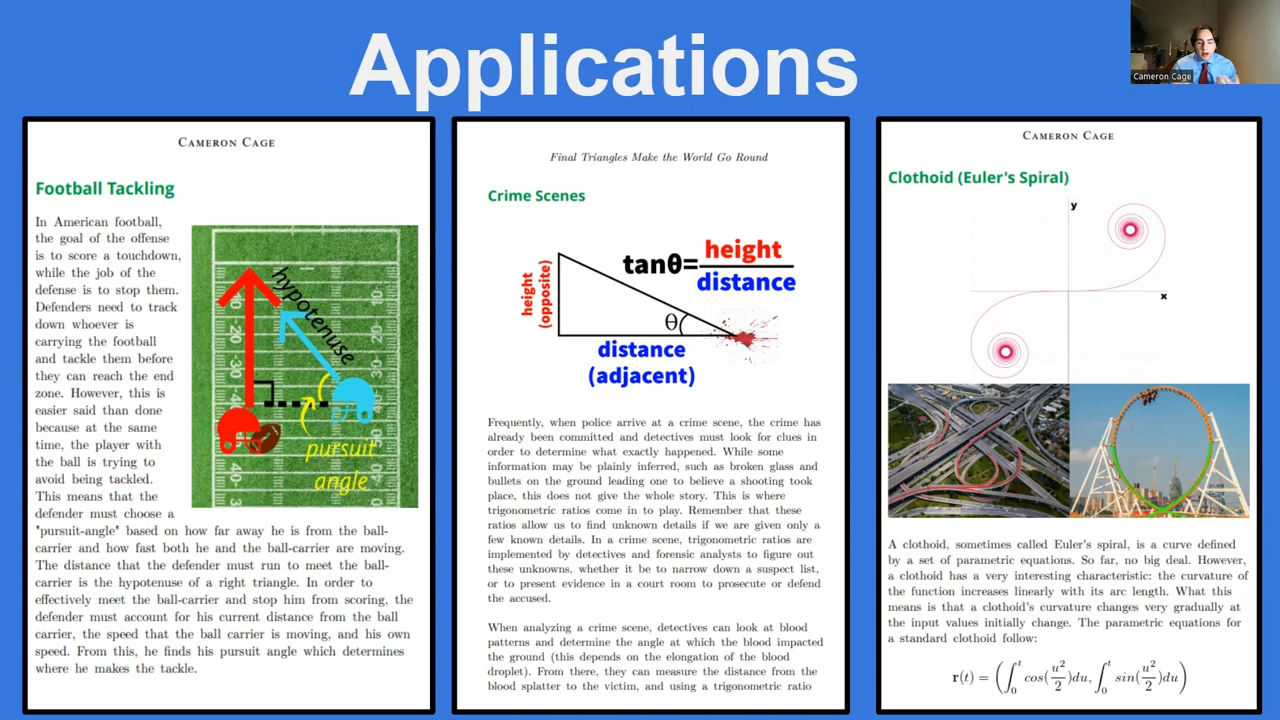 Applications
Cameron Cage
CAMERON CAGE
Football Tackling
In American football,
the goal of the offense
is to score a touchdown,
while the job of the
defense is to stop them.
Defenders need to track
down whoever is
carrying the football
and tackle them before
they can reach the end
zone. However, this is
easier said than done
because at the same
time, the player with
the ball is trying to
avoid being tackled.
This means that the
defender must choose a
"pursuit-angle" based on how far away he is from the ball-
carrier and how fast both he and the ball-carrier are moving.
The distance that the defender must run to meet the ball-
carrier is the hypotenuse of a right triangle. In order to
effectively meet the ball-carrier and stop him from scoring, the
defender must account for his current distance from the ball
carrier, the speed that the ball carrier is moving, and his own
speed. From this, he finds his pursuit angle which determines
where he makes the tackle.
hypotenuse
pursuit
angle
Final Triangles Make the World Go Round
Crime Scenes
height
(opposite)
tanθ=height/distance
θ
distance
(adjacent)
Frequently, when police arrive at a crime scene, the crime has
already been committed and detectives must look for clues in
order to determine what exactly happened. While some
information may be plainly inferred, such as broken glass and
bullets on the ground leading one to believe a shooting took
place, this does not give the whole story. This is where
trigonometric ratios come in to play. Remember that these
ratios allow us to find unknown details if we are given only a
few known details. In a crime scene, trigonometric ratios are
implemented by detectives and forensic analysts to figure out
these unknowns, whether it be to narrow down a suspect list,
or to present evidence in a court room to prosecute or defend
the accused.
When analyzing a crime scene, detectives can look at blood
patterns and determine the angle at which the blood impacted
the ground (this depends on the elongation of the blood
droplet). From there, they can measure the distance from the
blood splatter to the victim, and using a trigonometric ratio
CAMERON CAGE
Clothoid (Euler's Spiral)
y
x
A clothoid, sometimes called Euler's spiral, is a curve defined
by a set of parametric equations. So far, no big deal. However,
a clothoid has a very interesting characteristic: the curvature of
the function increases linearly with its arc length. What this
means is that a clothoid's curvature changes very gradually at
the input values initially change. The parametric equations for
a standard clothoid follow:
r(t) = (∫₀ᵗ cos(u²/2)du, ∫₀ᵗ sin(u²/2)du)